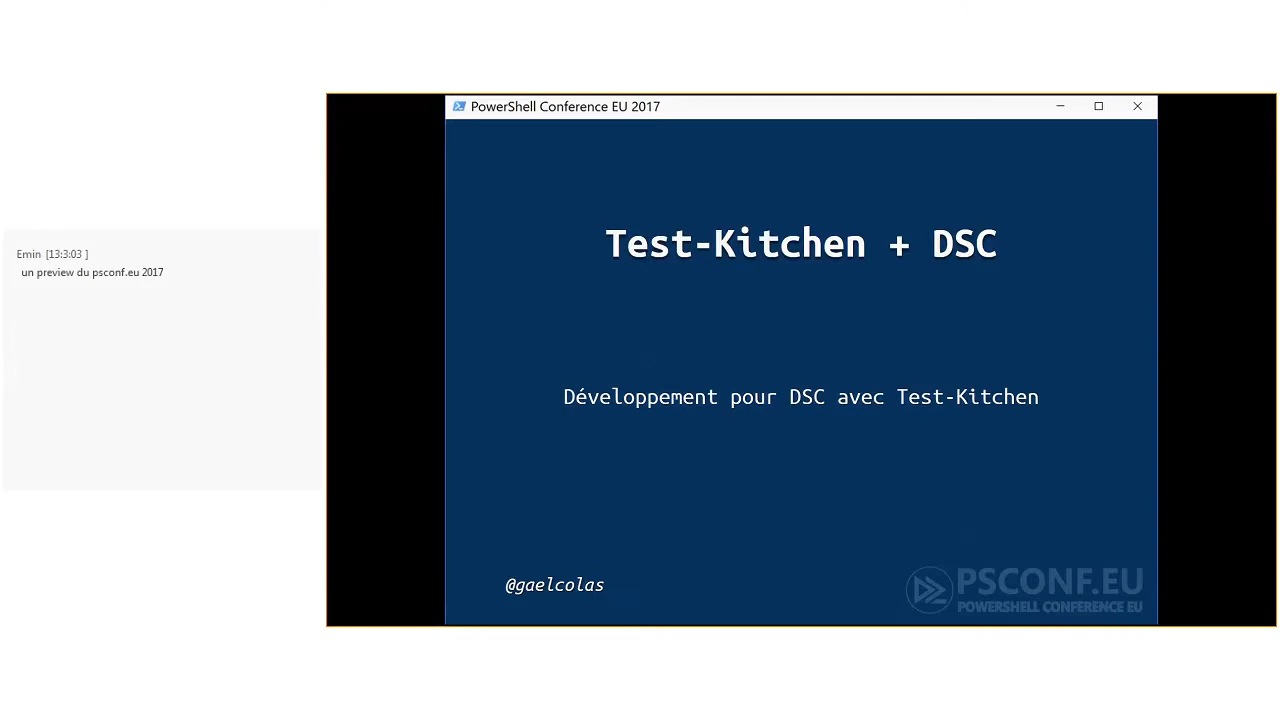 Emin [13:3:03 ]
un preview du psconf.eu 2017
PowerShell Conference EU 2017
Test-Kitchen + DSC
Développement pour DSC avec Test-Kitchen
@gaelcolas
PSCONF.EU
POWERSHELL CONFERENCE EU